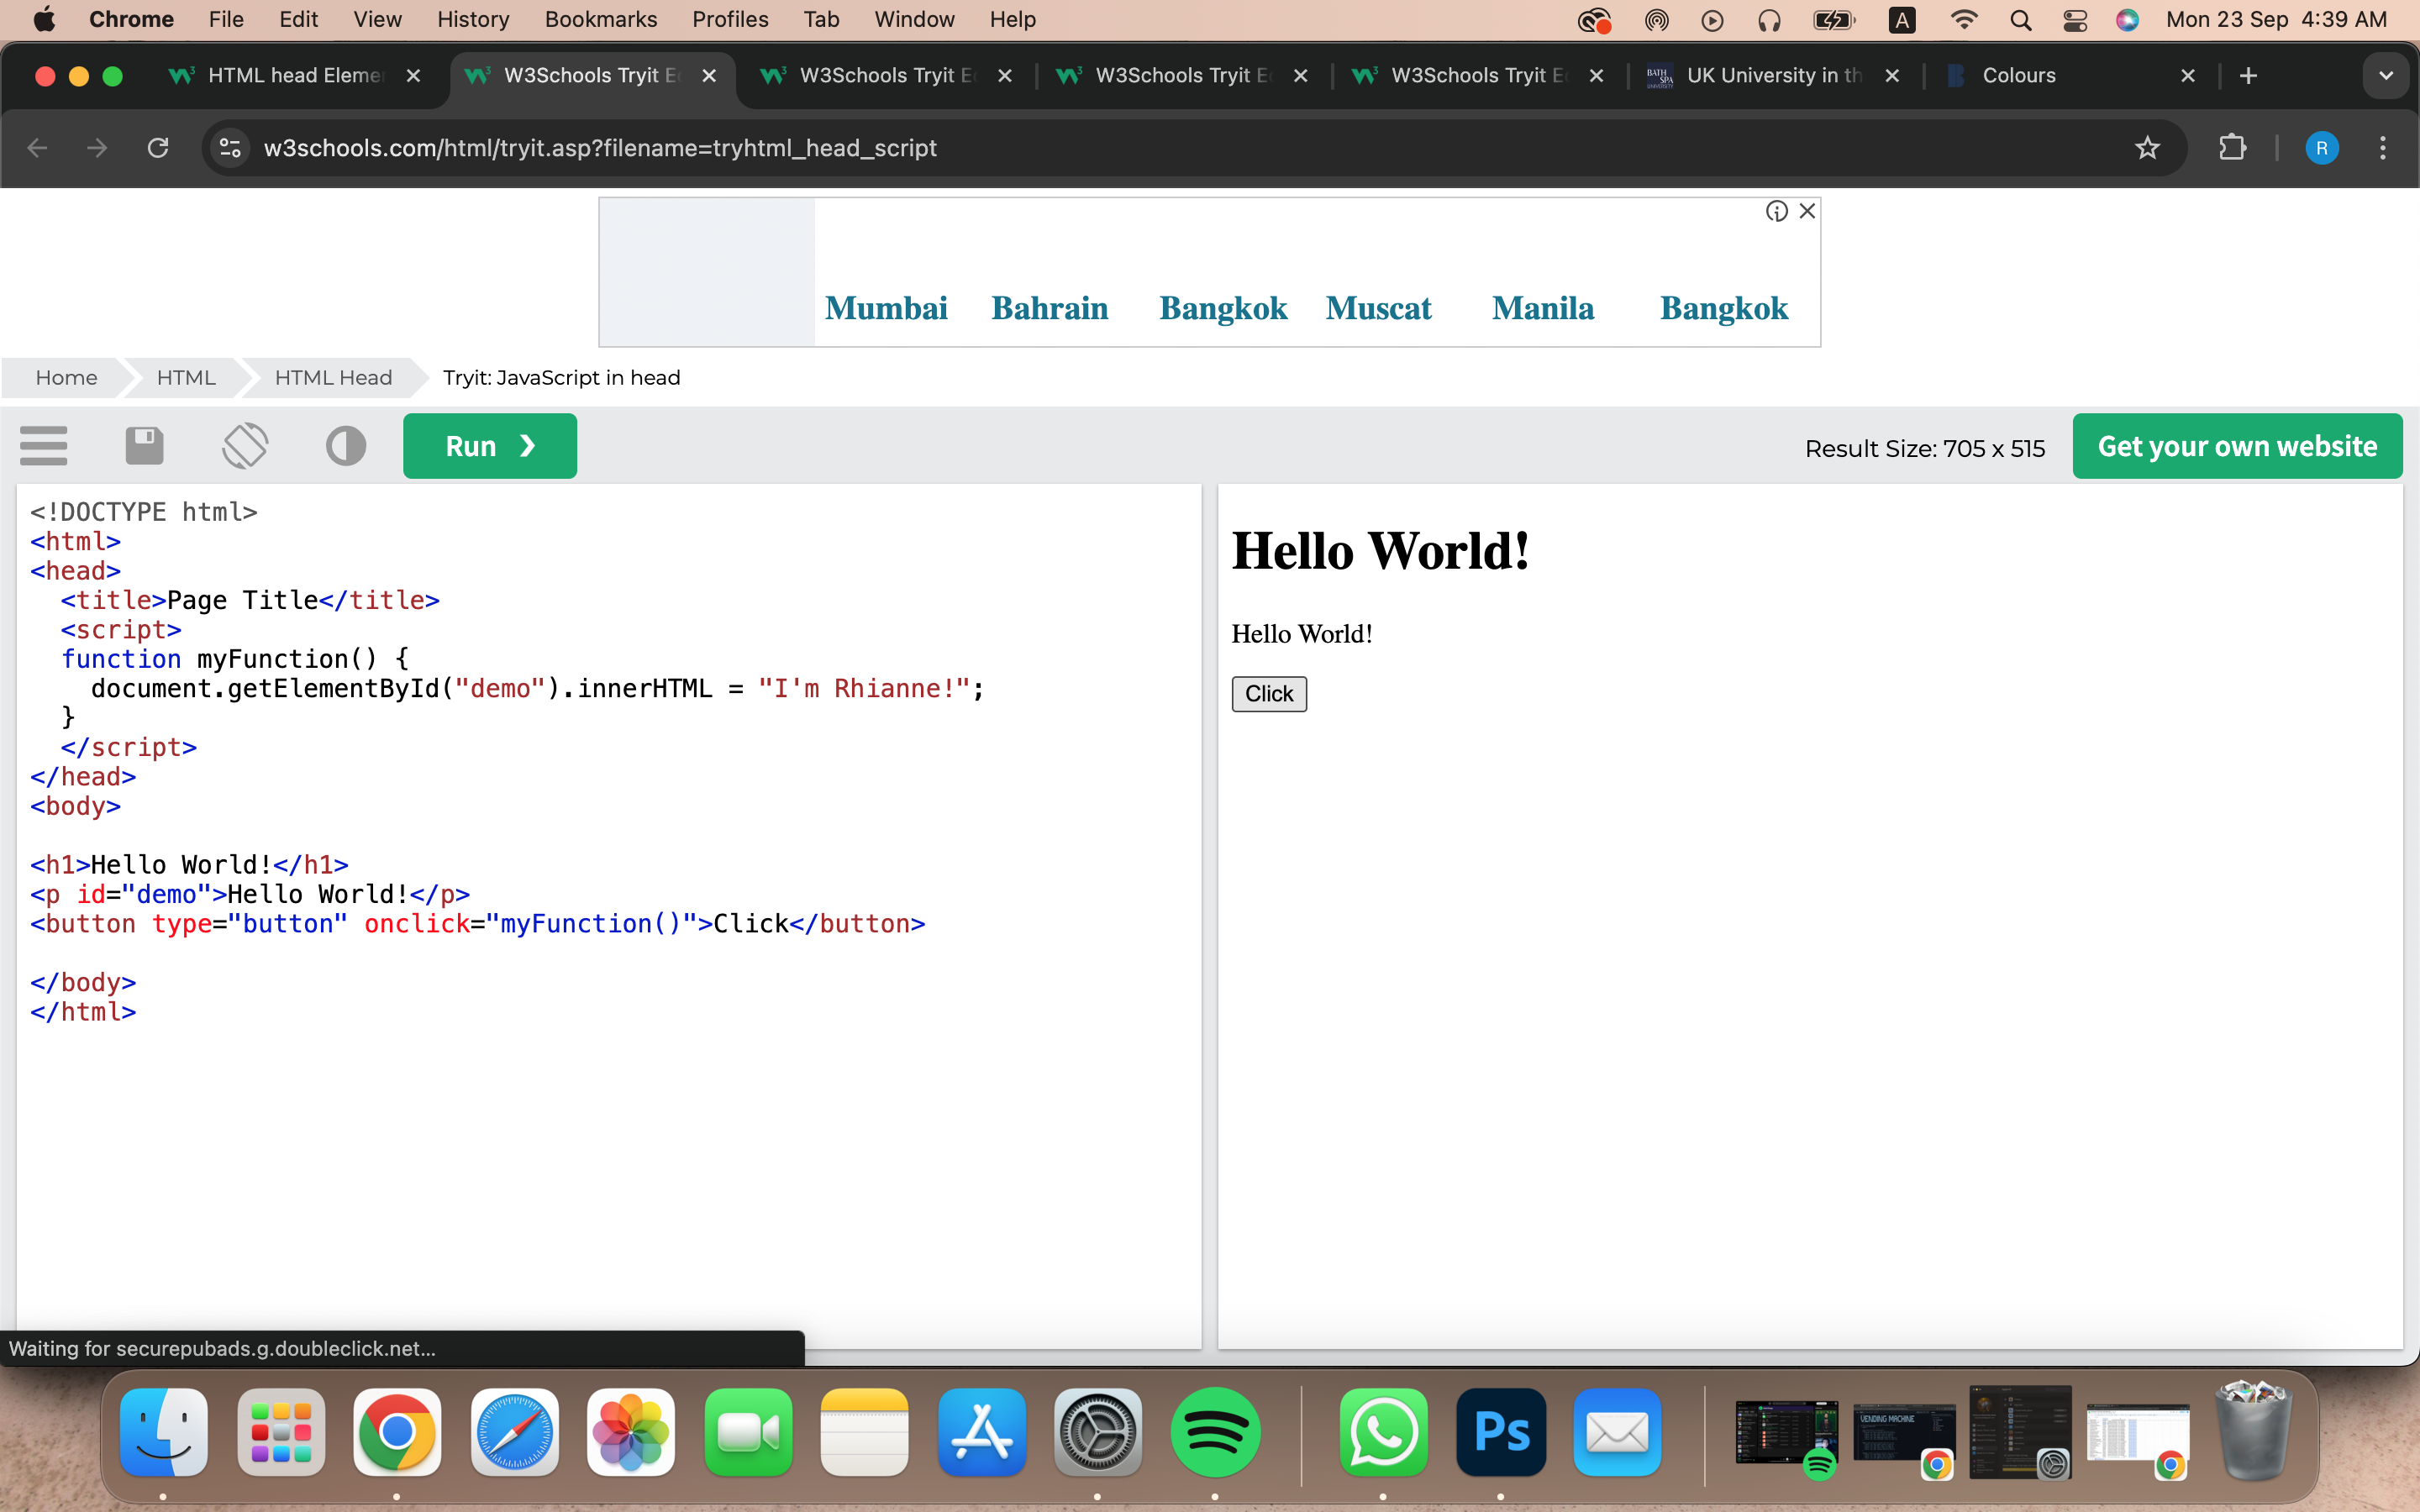 Chrome File Edit View History Bookmarks Profiles Tab Window Help A Mon 23 Sep 4:39 AM
HTML head Eleme W3Schools Tryit E W3Schools Tryit E W3Schools Tryit E W3Schools Tryit E BATH SPA UNIVERSITY UK University in th Colours
w3schools.com/html/tryit.asp?filename=tryhtml_head_script R
Mumbai Bahrain Bangkok Muscat Manila Bangkok
Home HTML HTML Head Tryit: JavaScript in head
Run ❯ Result Size: 705 x 515 Get your own website
<!DOCTYPE html>
<html>
<head>
  <title>Page Title</title>
  <script>
  function myFunction() {
    document.getElementById("demo").innerHTML = "I'm Rhianne!";
  }
  </script>
</head>
<body>
<h1>Hello World!</h1>
<p id="demo">Hello World!</p>
<button type="button" onclick="myFunction()">Click</button>
</body>
</html>
Hello World!
Hello World!
Click
Waiting for securepubads.g.doubleclick.net...
Ps
VENDING MACHINE